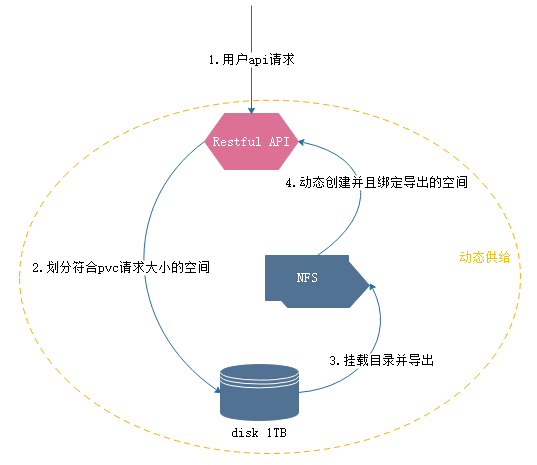 1.用户api请求
Restful API
4.动态创建并且绑定导出的空间
动态供给
2.划分符合pvc请求大小的空间
NFS
3.挂载目录并导出
disk 1TB